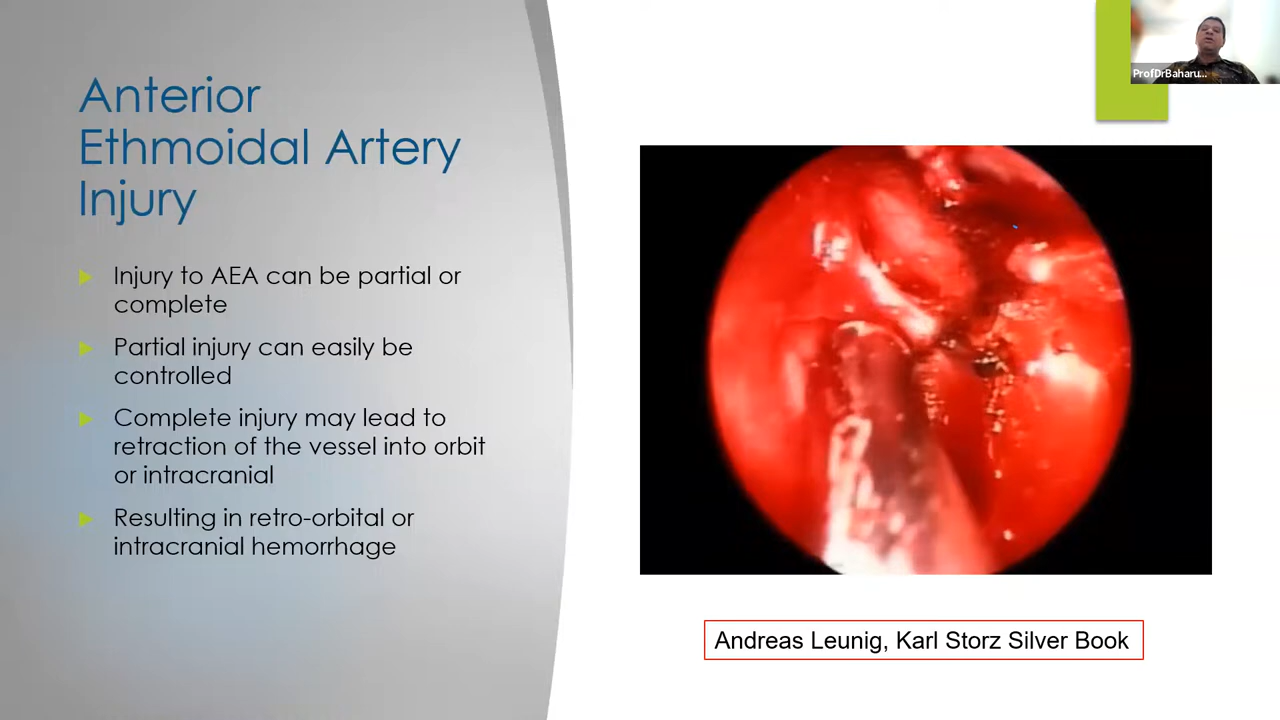 Anterior
Ethmoidal Artery
Injury
Injury to AEA can be partial or
complete
Partial injury can easily be
controlled
Complete injury may lead to
retraction of the vessel into orbit
or intracranial
Resulting in retro-orbital or
intracranial hemorrhage
ProfDrBaharu...
Andreas Leunig, Karl Storz Silver Book